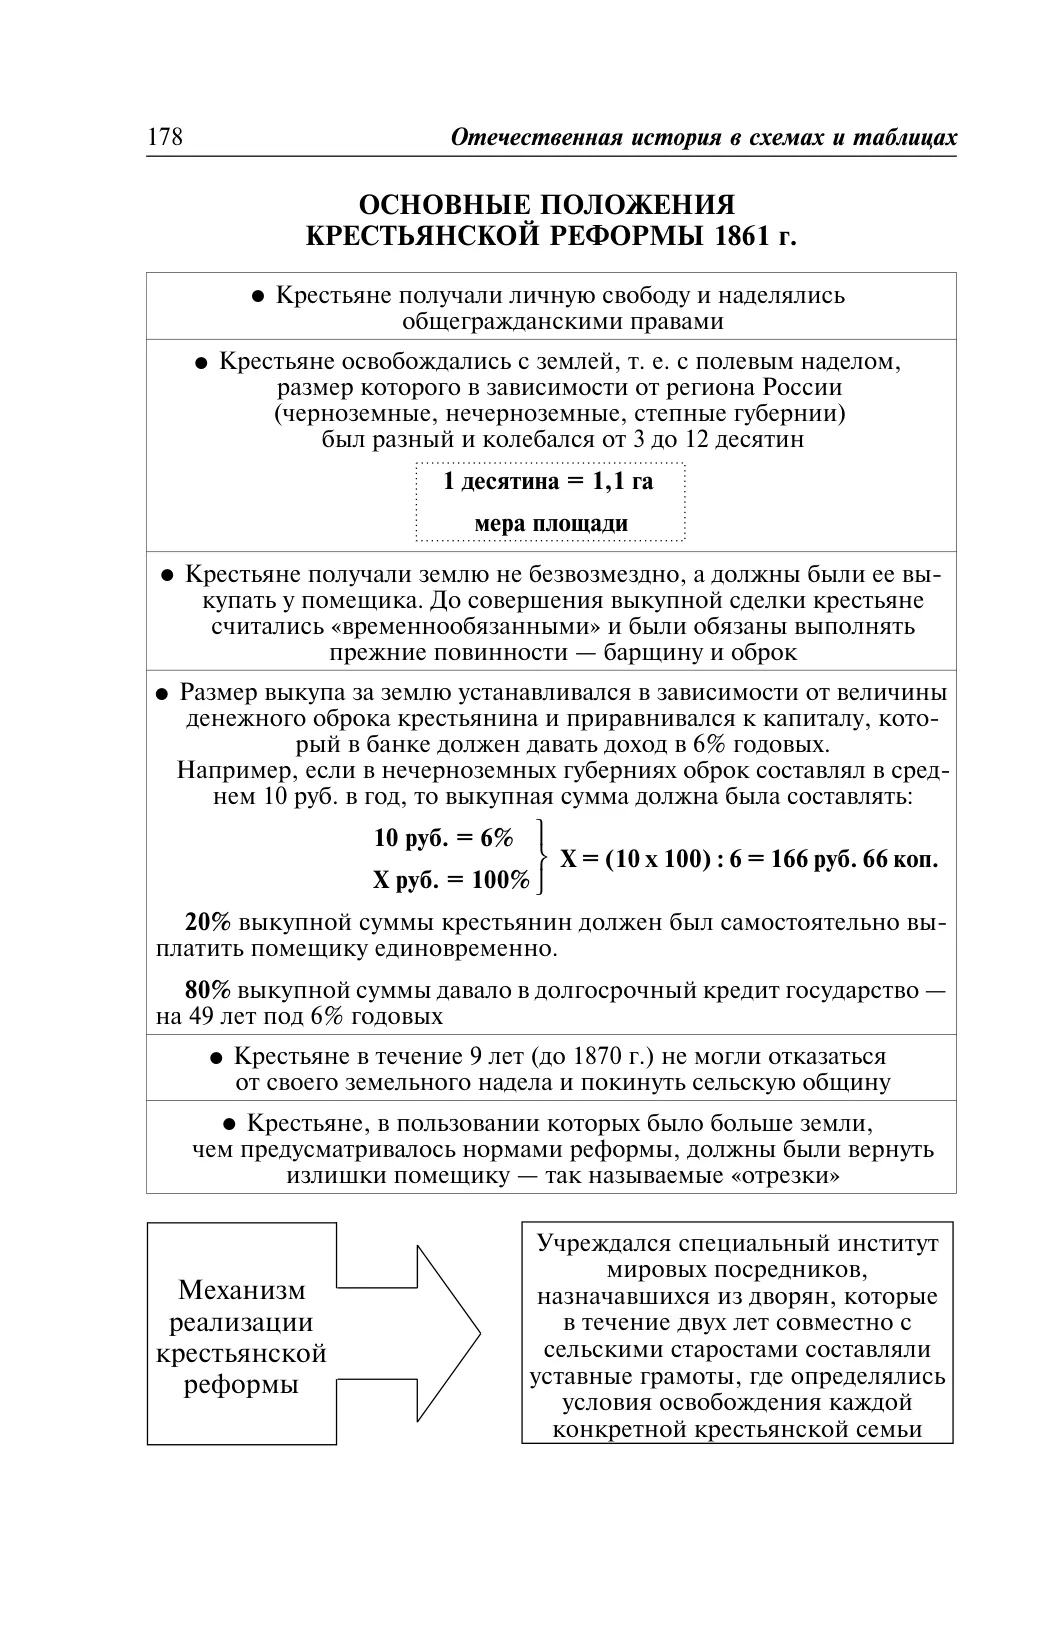 178 Отечественная история в схемах и таблицах
ОСНОВНЫЕ ПОЛОЖЕНИЯ
КРЕСТЬЯНСКОЙ РЕФОРМЫ 1861 г.
● Крестьяне получали личную свободу и наделялись
общегражданскими правами
● Крестьяне освобождались с землей, т. е. с полевым наделом,
размер которого в зависимости от региона России
(черноземные, нечерноземные, степные губернии)
был разный и колебался от 3 до 12 десятин
1 десятина = 1,1 га
мера площади
● Крестьяне получали землю не безвозмездно, а должны были ее вы-
купать у помещика. До совершения выкупной сделки крестьяне
считались «временнообязанными» и были обязаны выполнять
прежние повинности — барщину и оброк
● Размер выкупа за землю устанавливался в зависимости от величины
денежного оброка крестьянина и приравнивался к капиталу, кото-
рый в банке должен давать доход в 6% годовых.
Например, если в нечерноземных губерниях оброк составлял в сред-
нем 10 руб. в год, то выкупная сумма должна была составлять:
10 руб. = 6%
X руб. = 100%
X = (10 x 100) : 6 = 166 руб. 66 коп.
20% выкупной суммы крестьянин должен был самостоятельно вы-
платить помещику единовременно.
80% выкупной суммы давало в долгосрочный кредит государство —
на 49 лет под 6% годовых
● Крестьяне в течение 9 лет (до 1870 г.) не могли отказаться
от своего земельного надела и покинуть сельскую общину
● Крестьяне, в пользовании которых было больше земли,
чем предусматривалось нормами реформы, должны были вернуть
излишки помещику — так называемые «отрезки»
Механизм
реализации
крестьянской
реформы
Учреждался специальный институт
мировых посредников,
назначавшихся из дворян, которые
в течение двух лет совместно с
сельскими старостами составляли
уставные грамоты, где определялись
условия освобождения каждой
конкретной крестьянской семьи